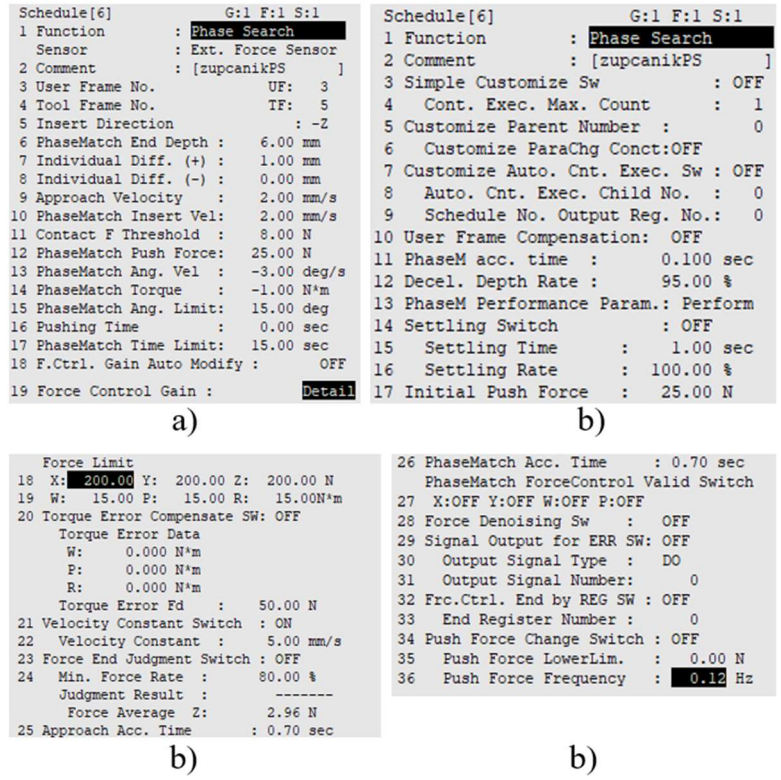 Schedule[6] G:1 F:1 S:1
1 Function : Phase Search
Sensor : Ext. Force Sensor
2 Comment : [zupcanikPS ]
3 User Frame No. UF: 3
4 Tool Frame No. TF: 5
5 Insert Direction : -Z
6 PhaseMatch End Depth : 6.00 mm
7 Individual Diff. (+) : 1.00 mm
8 Individual Diff. (-) : 0.00 mm
9 Approach Velocity : 2.00 mm/s
10 PhaseMatch Insert Vel: 2.00 mm/s
11 Contact F Threshold : 8.00 N
12 PhaseMatch Push Force: 25.00 N
13 PhaseMatch Ang. Vel : -3.00 deg/s
14 PhaseMatch Torque : -1.00 N*m
15 PhaseMatch Ang. Limit: 15.00 deg
16 Pushing Time : 0.00 sec
17 PhaseMatch Time Limit: 15.00 sec
18 F.Ctrl. Gain Auto Modify : OFF
19 Force Control Gain : Detail
a)
Schedule[6] G:1 F:1 S:1
1 Function : Phase Search
2 Comment : [zupcanikPS ]
3 Simple Customize Sw : OFF
4 Cont. Exec. Max. Count : 1
5 Customize Parent Number : 0
6 Customize ParaChg Conct:OFF
7 Customize Auto. Cnt. Exec. Sw : OFF
8 Auto. Cnt. Exec. Child No. : 0
9 Schedule No. Output Reg. No.: 0
10 User Frame Compensation: OFF
11 PhaseM acc. time : 0.100 sec
12 Decel. Depth Rate : 95.00 %
13 PhaseM Performance Param.: Perform
14 Settling Switch : OFF
15 Settling Time : 1.00 sec
16 Settling Rate : 100.00 %
17 Initial Push Force : 25.00 N
b)
Force Limit
18 X: 200.00 Y: 200.00 Z: 200.00 N
19 W: 15.00 P: 15.00 R: 15.00N*m
20 Torque Error Compensate SW: OFF
Torque Error Data
W: 0.000 N*m
P: 0.000 N*m
R: 0.000 N*m
Torque Error Fd : 50.00 N
21 Velocity Constant Switch : ON
22 Velocity Constant : 5.00 mm/s
23 Force End Judgment Switch : OFF
24 Min. Force Rate : 80.00 %
Judgment Result : -------
Force Average Z: 2.96 N
25 Approach Acc. Time : 0.70 sec
b)
26 PhaseMatch Acc. Time : 0.70 sec
PhaseMatch ForceControl Valid Switch
27 X:OFF Y:OFF W:OFF P:OFF
28 Force Denoising Sw : OFF
29 Signal Output for ERR SW: OFF
30 Output Signal Type : DO
31 Output Signal Number: 0
32 Frc.Ctrl. End by REG SW : OFF
33 End Register Number : 0
34 Push Force Change Switch : OFF
35 Push Force LowerLim. : 0.00 N
36 Push Force Frequency : 0.12 Hz
b)